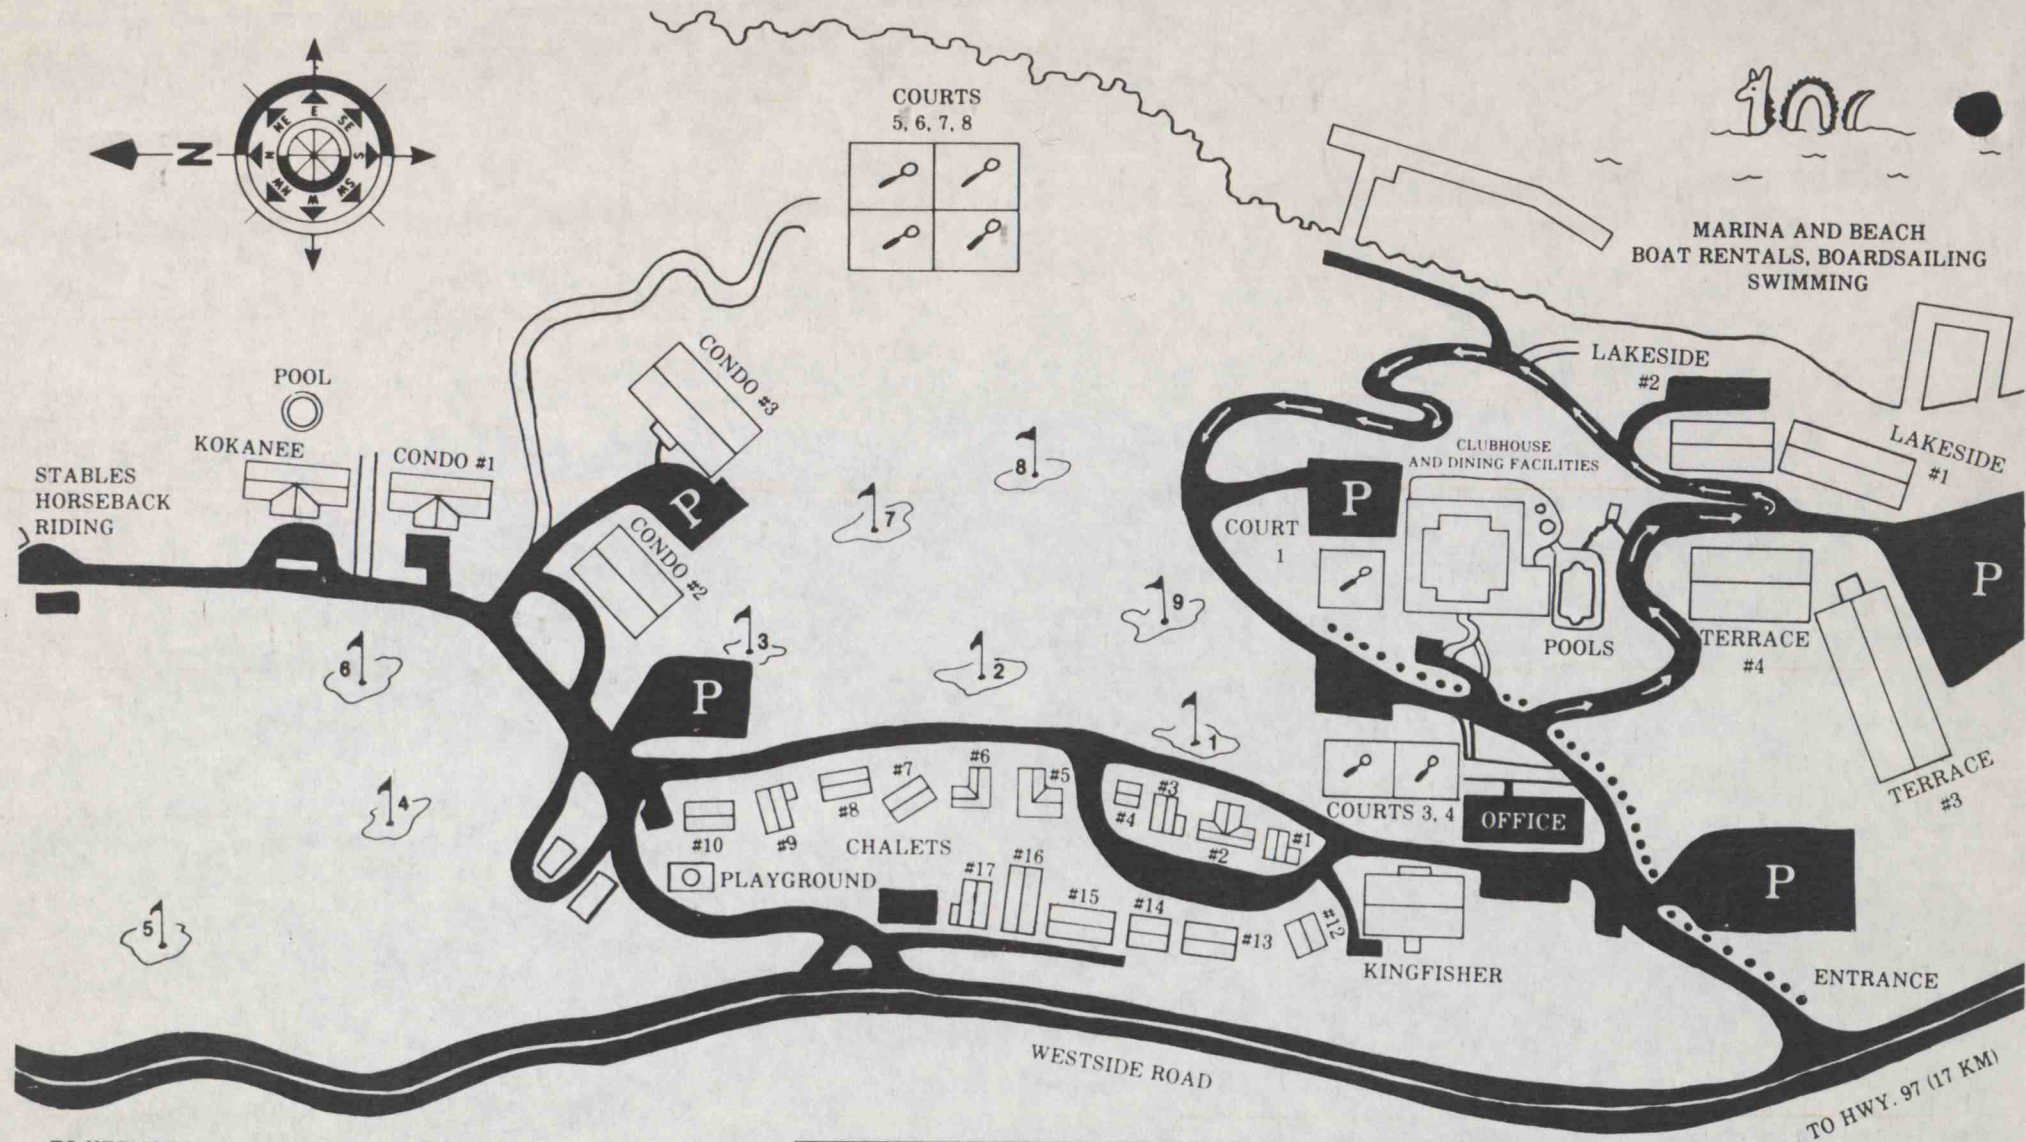 N
E
SE
S
SW
W
NW
N
NE
COURTS
5, 6, 7, 8
MARINA AND BEACH
BOAT RENTALS, BOARDSAILING
SWIMMING
LAKESIDE
#2
LAKESIDE
#1
CONDO #3
POOL
KOKANEE
CONDO #1
STABLES
HORSEBACK
RIDING
P
CONDO #2
8
7
9
CLUBHOUSE
AND DINING FACILITIES
P
COURT
1
POOLS
TERRACE
#4
P
TERRACE
#3
6
3
2
P
1
4
5
#10
#9
#8
#7
#6
#5
#4
#3
#2
#1
CHALETS
COURTS 3, 4
OFFICE
P
PLAYGROUND
#17
#16
#15
#14
#13
#12
KINGFISHER
ENTRANCE
WESTSIDE ROAD
TO HWY. 97 (17 KM)